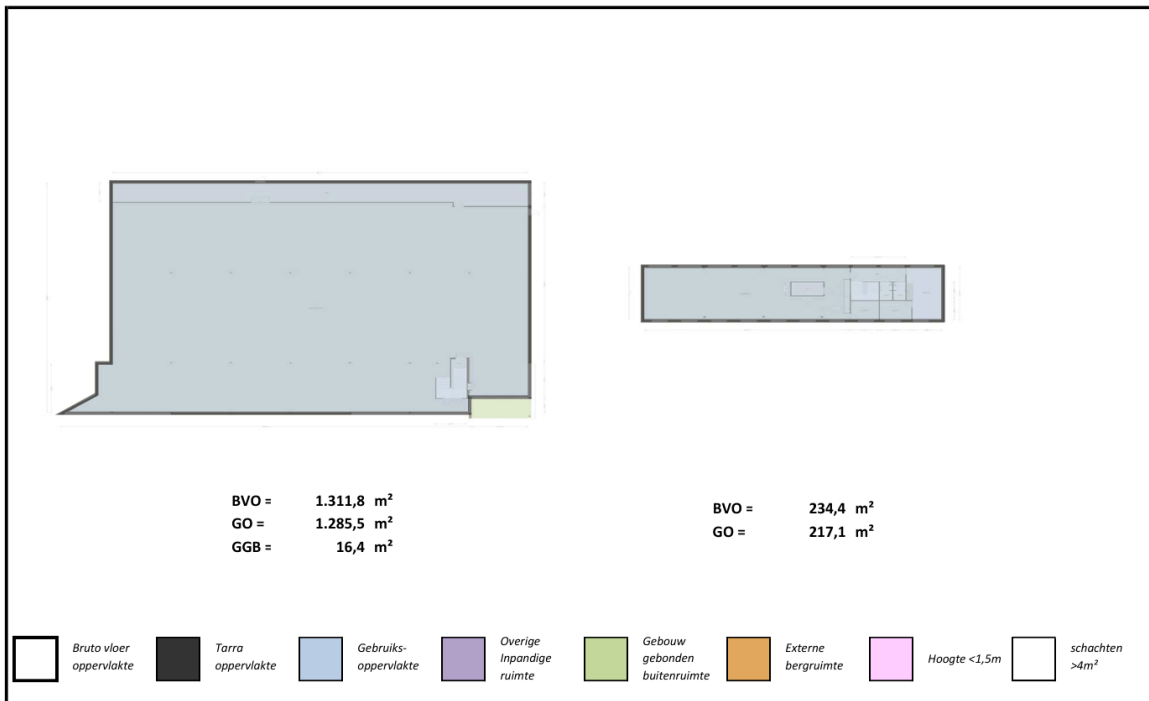 BVO = 1.311,8 m²
GO = 1.285,5 m²
GGB = 16,4 m²
BVO = 234,4 m²
GO = 217,1 m²
Bruto vloer
oppervlakte
Tarra
oppervlakte
Gebruiks-
oppervlakte
Overige
Inpandige
ruimte
Gebouw
gebonden
buitenruimte
Externe
bergruimte
Hoogte <1,5m
schachten
>4m²